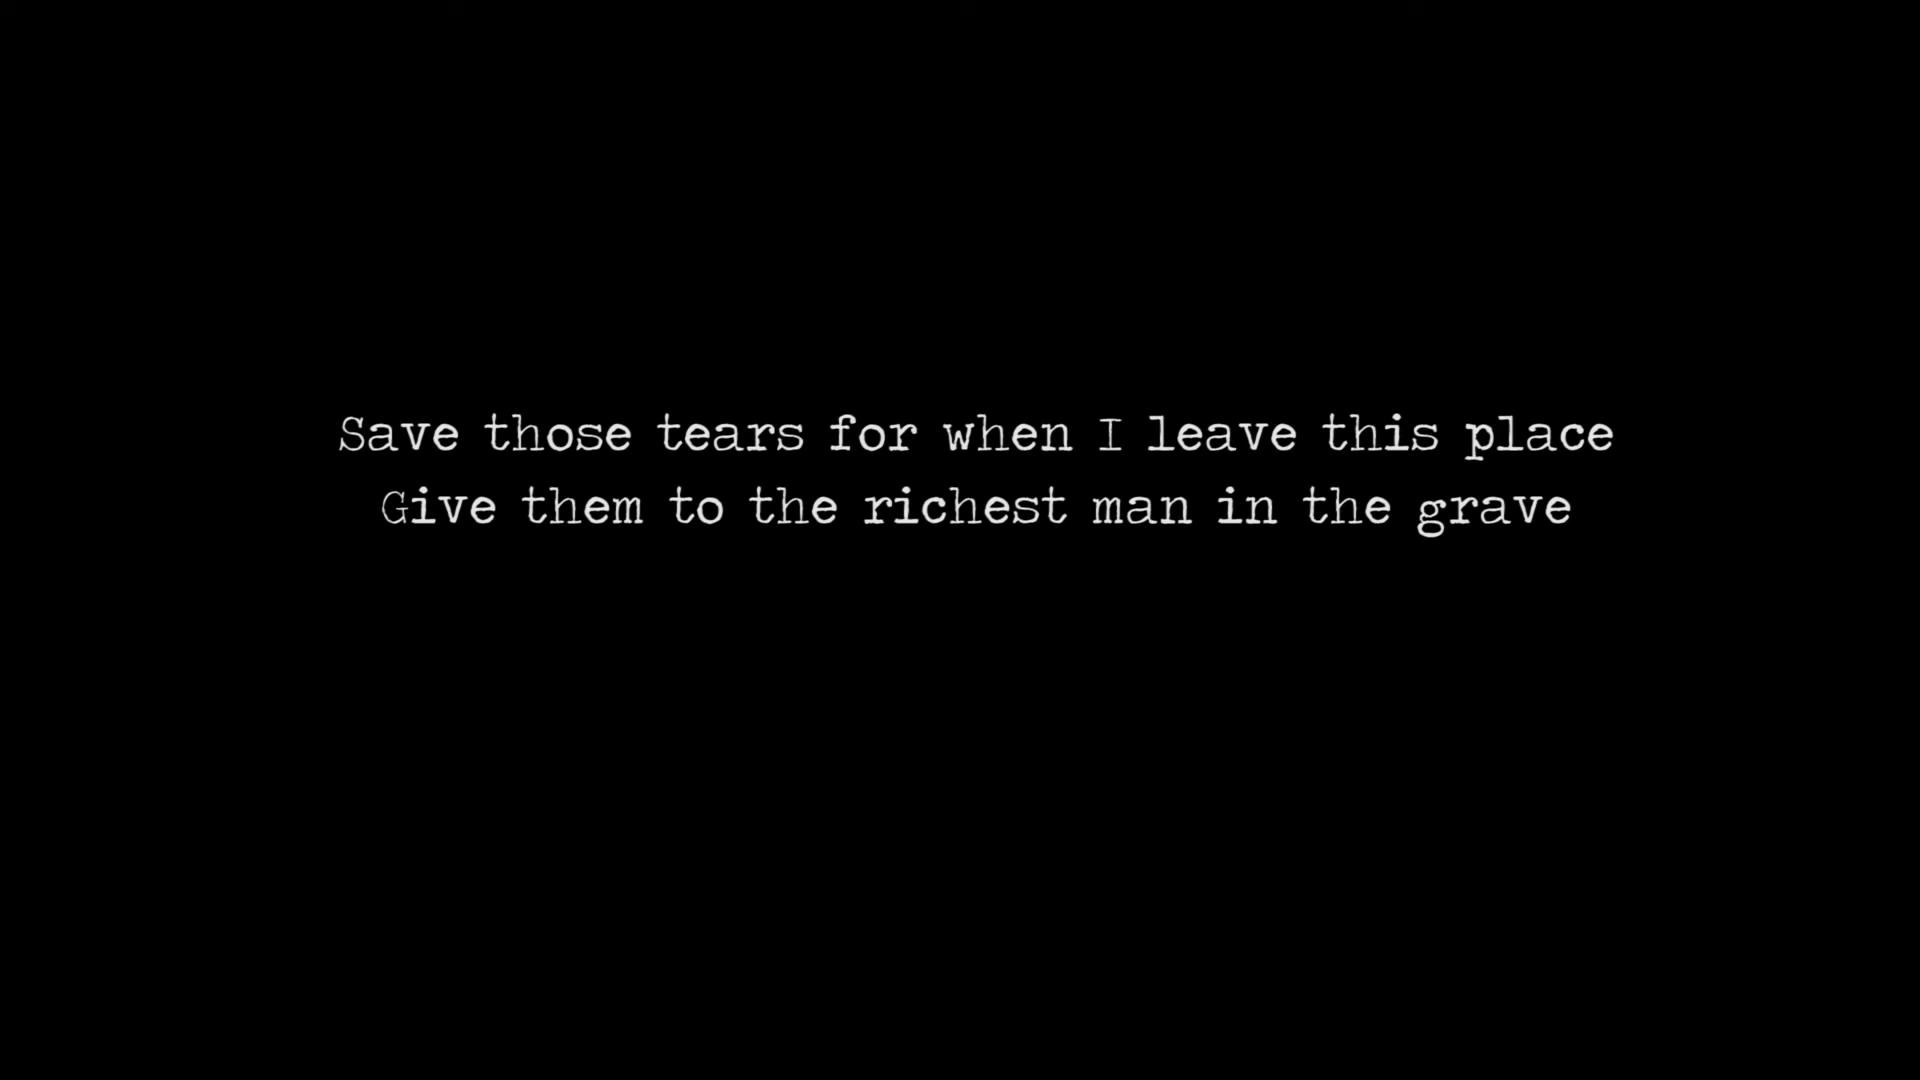 Save those tears for when I leave this place
Give them to the richest man in the grave